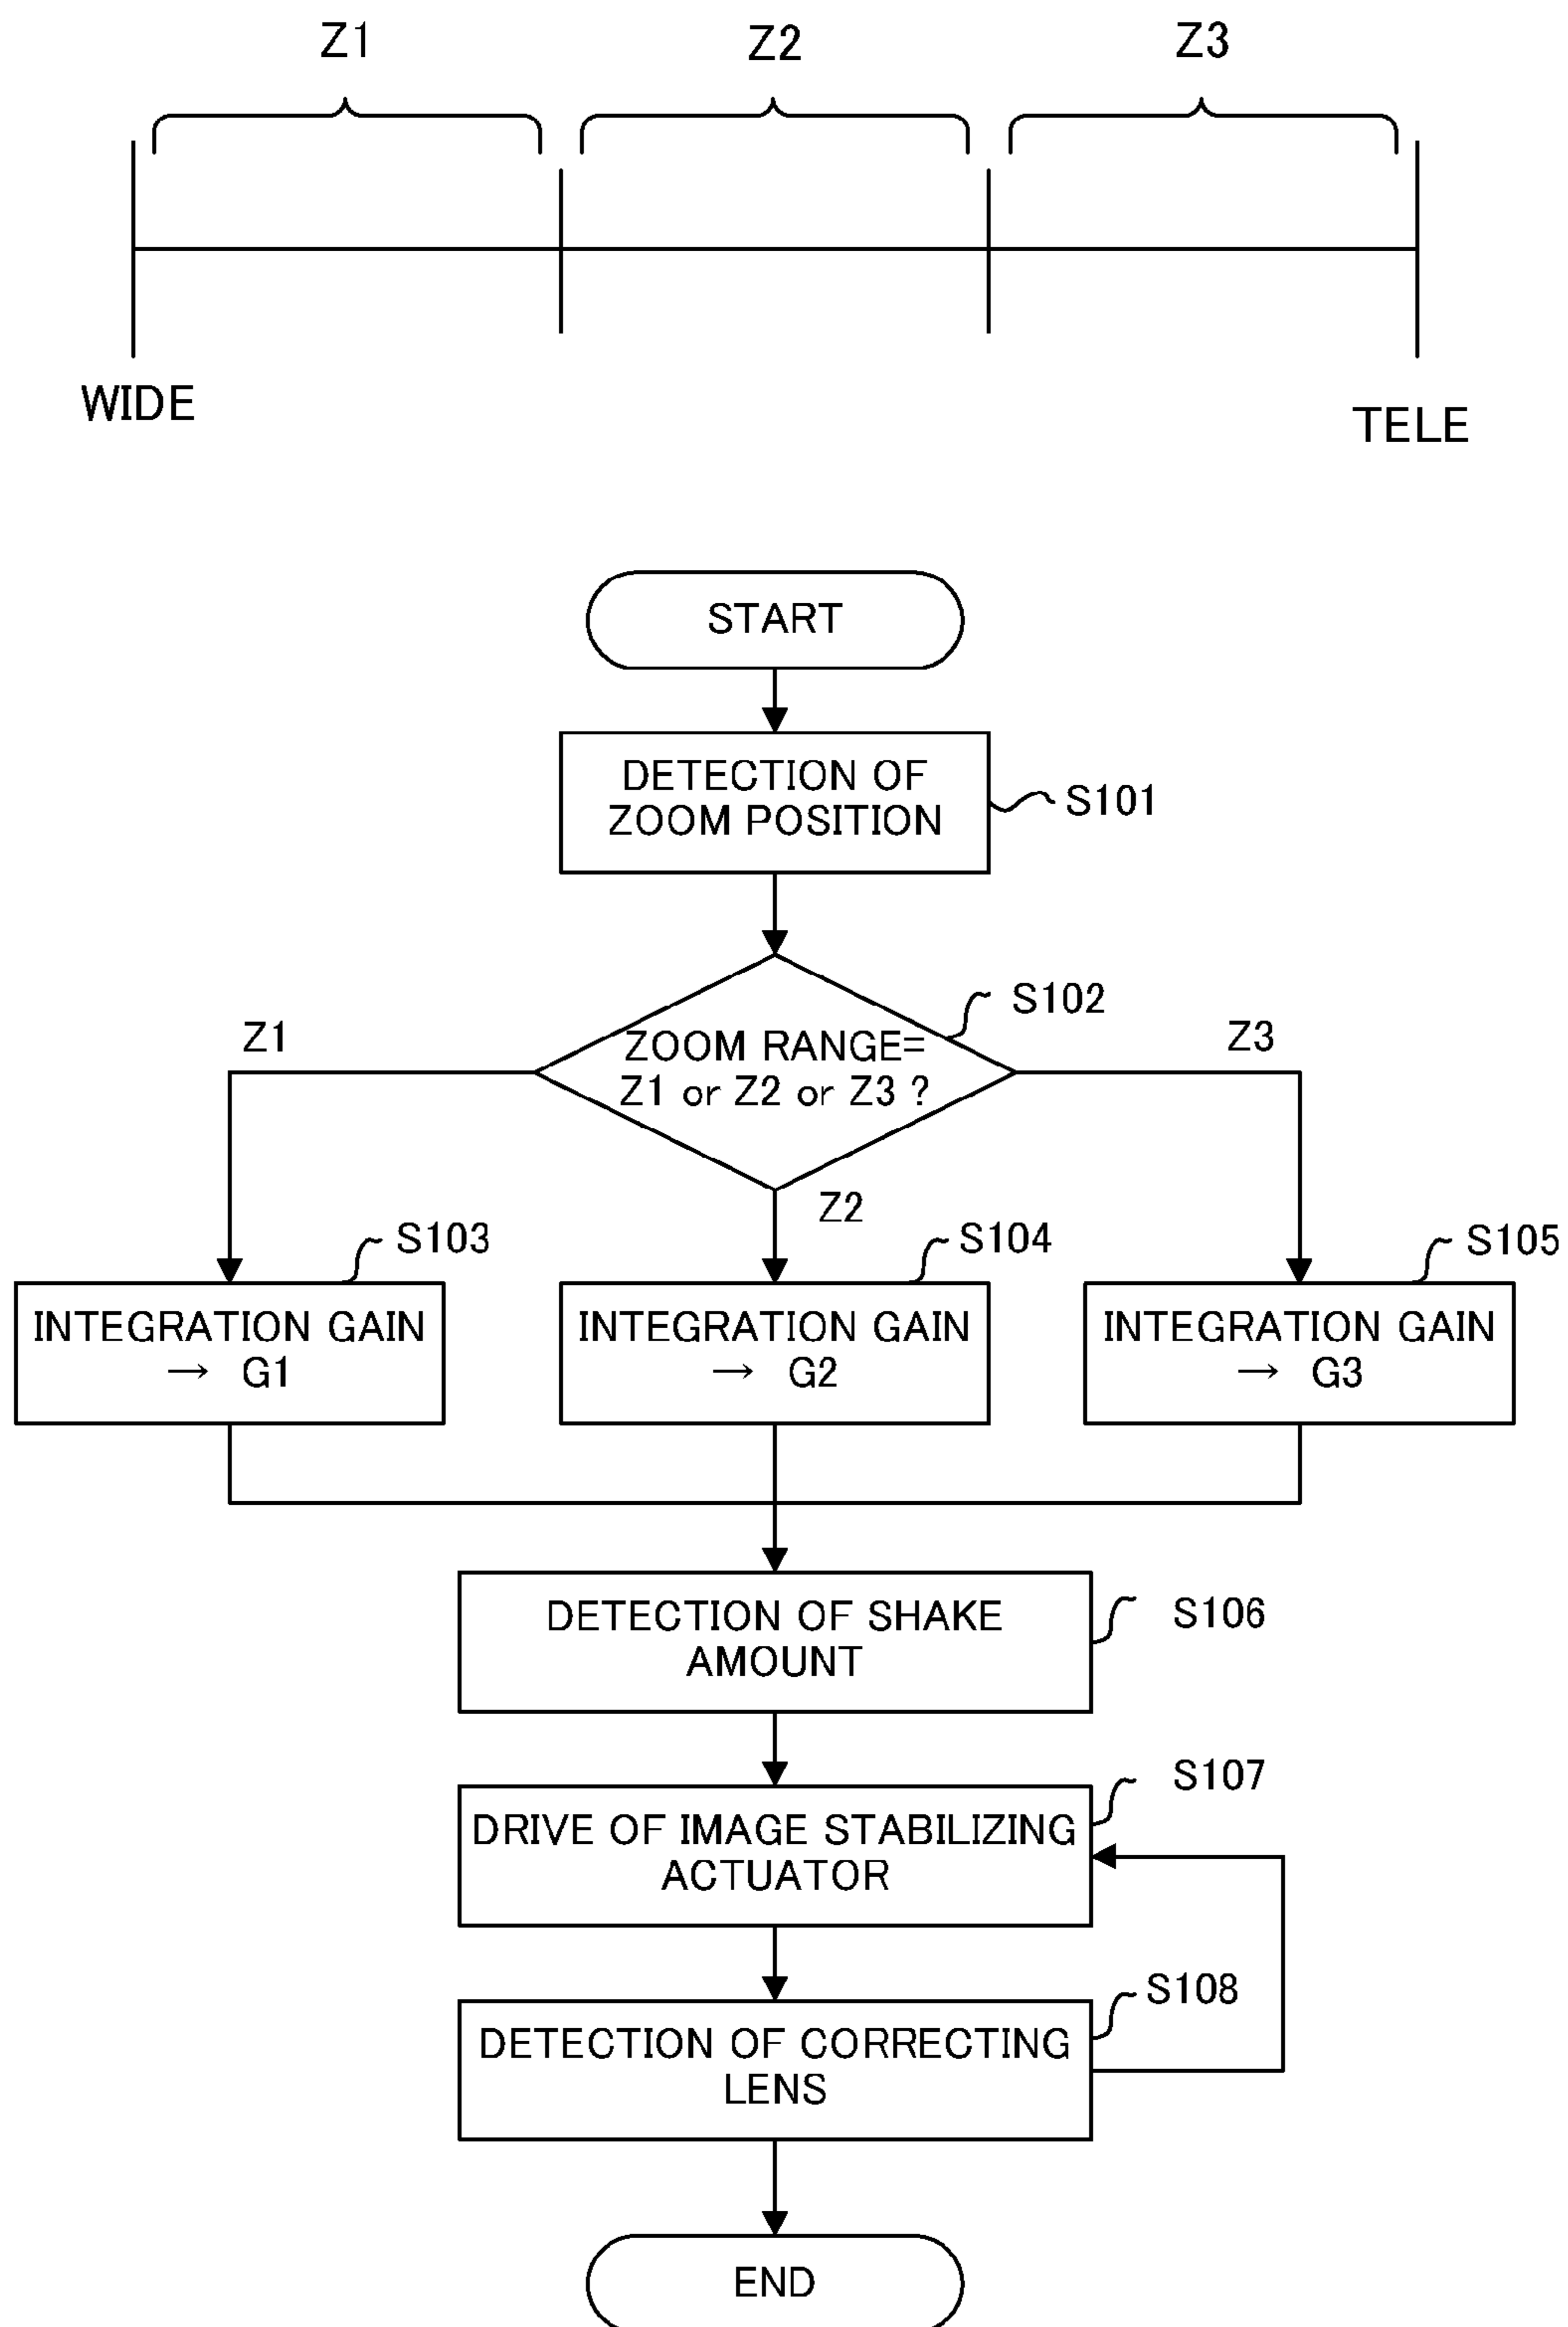 Z1
Z2
Z3
WIDE
TELE
START
DETECTION OF
ZOOM POSITION
S101
S102
Z1
ZOOM RANGE=
Z1 or Z2 or Z3 ?
Z3
Z2
S103
S104
S105
INTEGRATION GAIN
→ G1
INTEGRATION GAIN
→ G2
INTEGRATION GAIN
→ G3
DETECTION OF SHAKE
AMOUNT
S106
S107
DRIVE OF IMAGE STABILIZING
ACTUATOR
S108
DETECTION OF CORRECTING
LENS
END